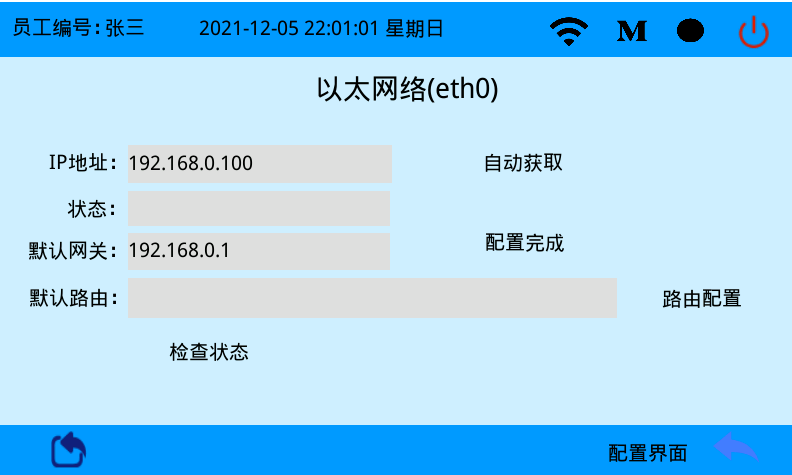 员工编号：张三 2021-12-05 22:01:01 星期日 M
以太网络(eth0)
IP地址： 192.168.0.100 自动获取
状态：
配置完成
默认网关： 192.168.0.1
默认路由： 路由配置
检查状态
配置界面